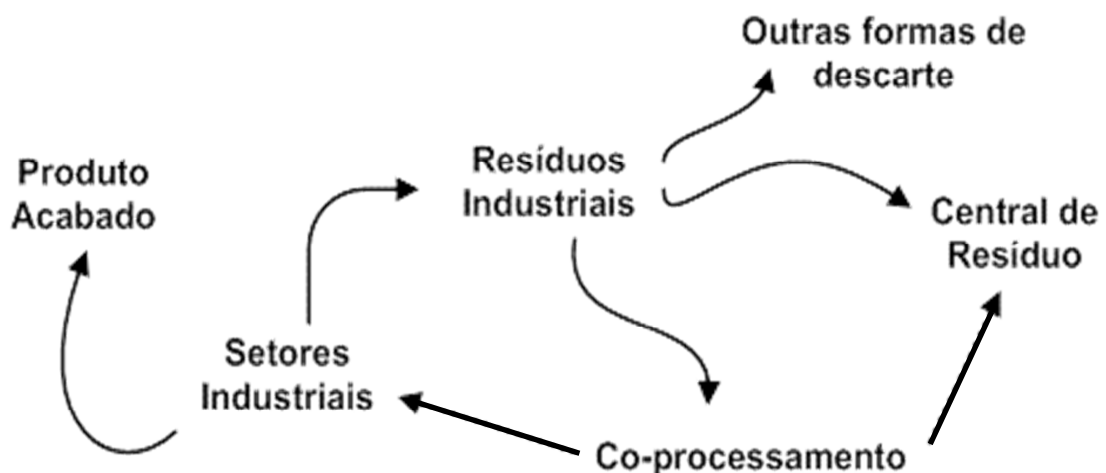 Outras formas de
descarte
Produto
Acabado
Resíduos
Industriais
Central de
Resíduo
Setores
Industriais
Co-processamento